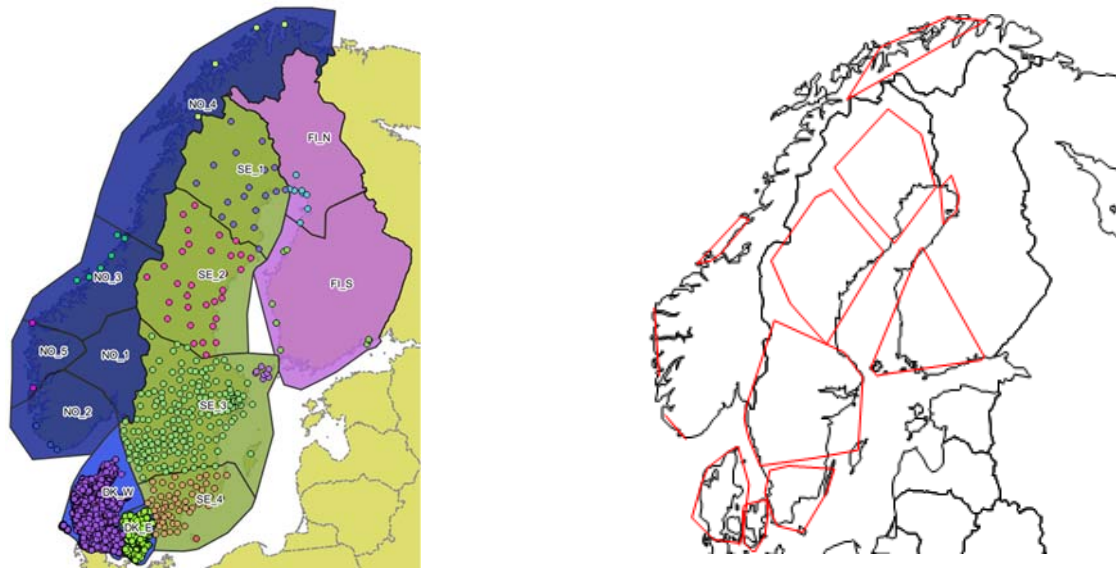 NO_4
FI_N
SE_1
NO_3
SE_2
FI_S
NO_5
NO_1
NO_2
SE_3
DK_W
SE_4
DK_E